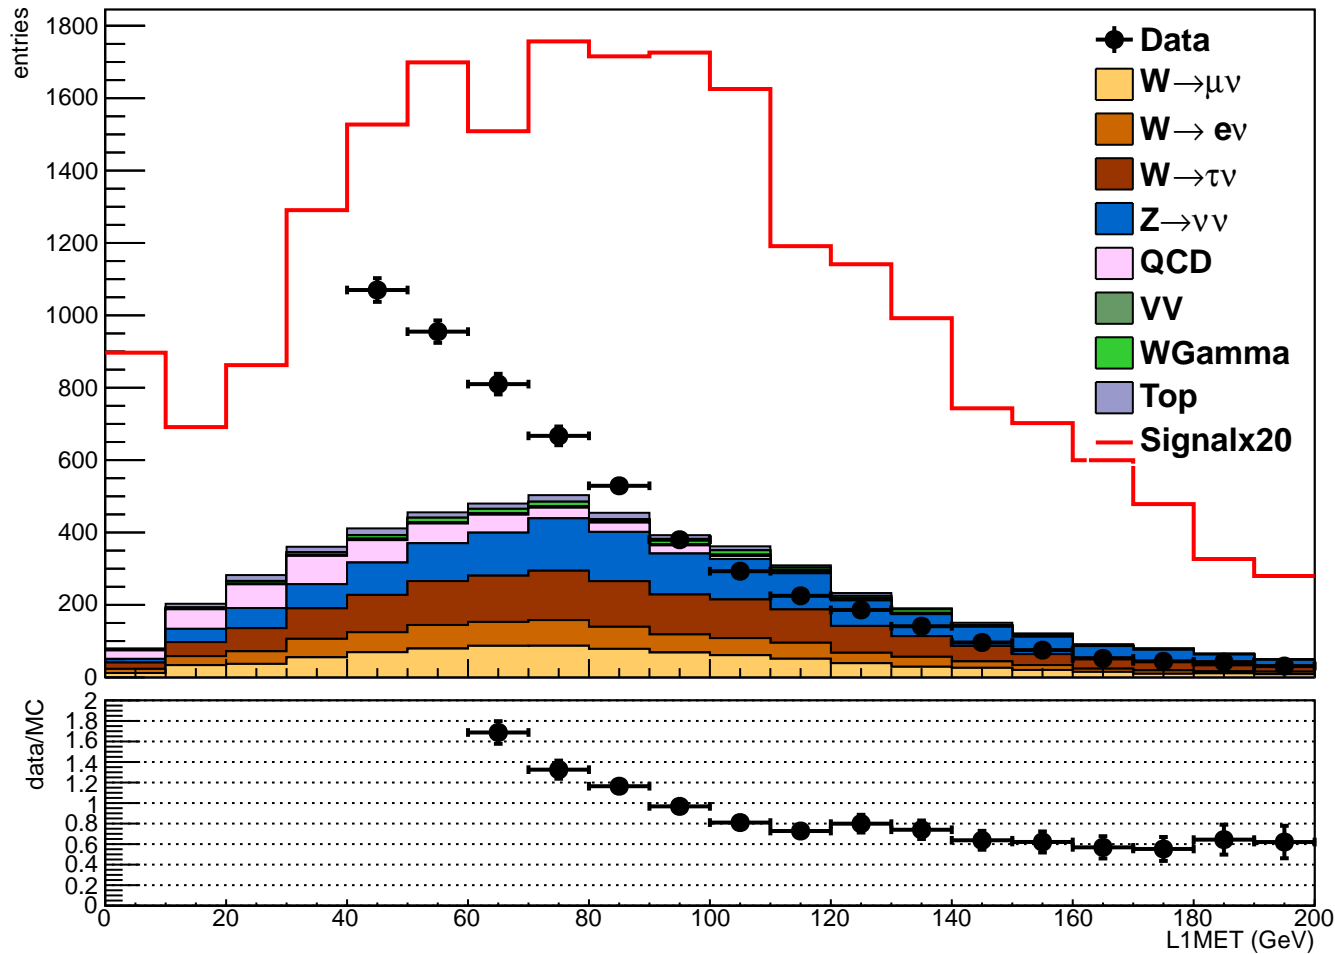 entries
1800
1600
1400
1200
1000
800
600
400
200
0
Data
W→μν
W→ eν
W→τν
Z→νν
QCD
VV
WGamma
Top
Signalx20
data/MC
2
1.8
1.6
1.4
1.2
1
0.8
0.6
0.4
0.2
0
0 20 40 60 80 100 120 140 160 180 200
L1MET (GeV)